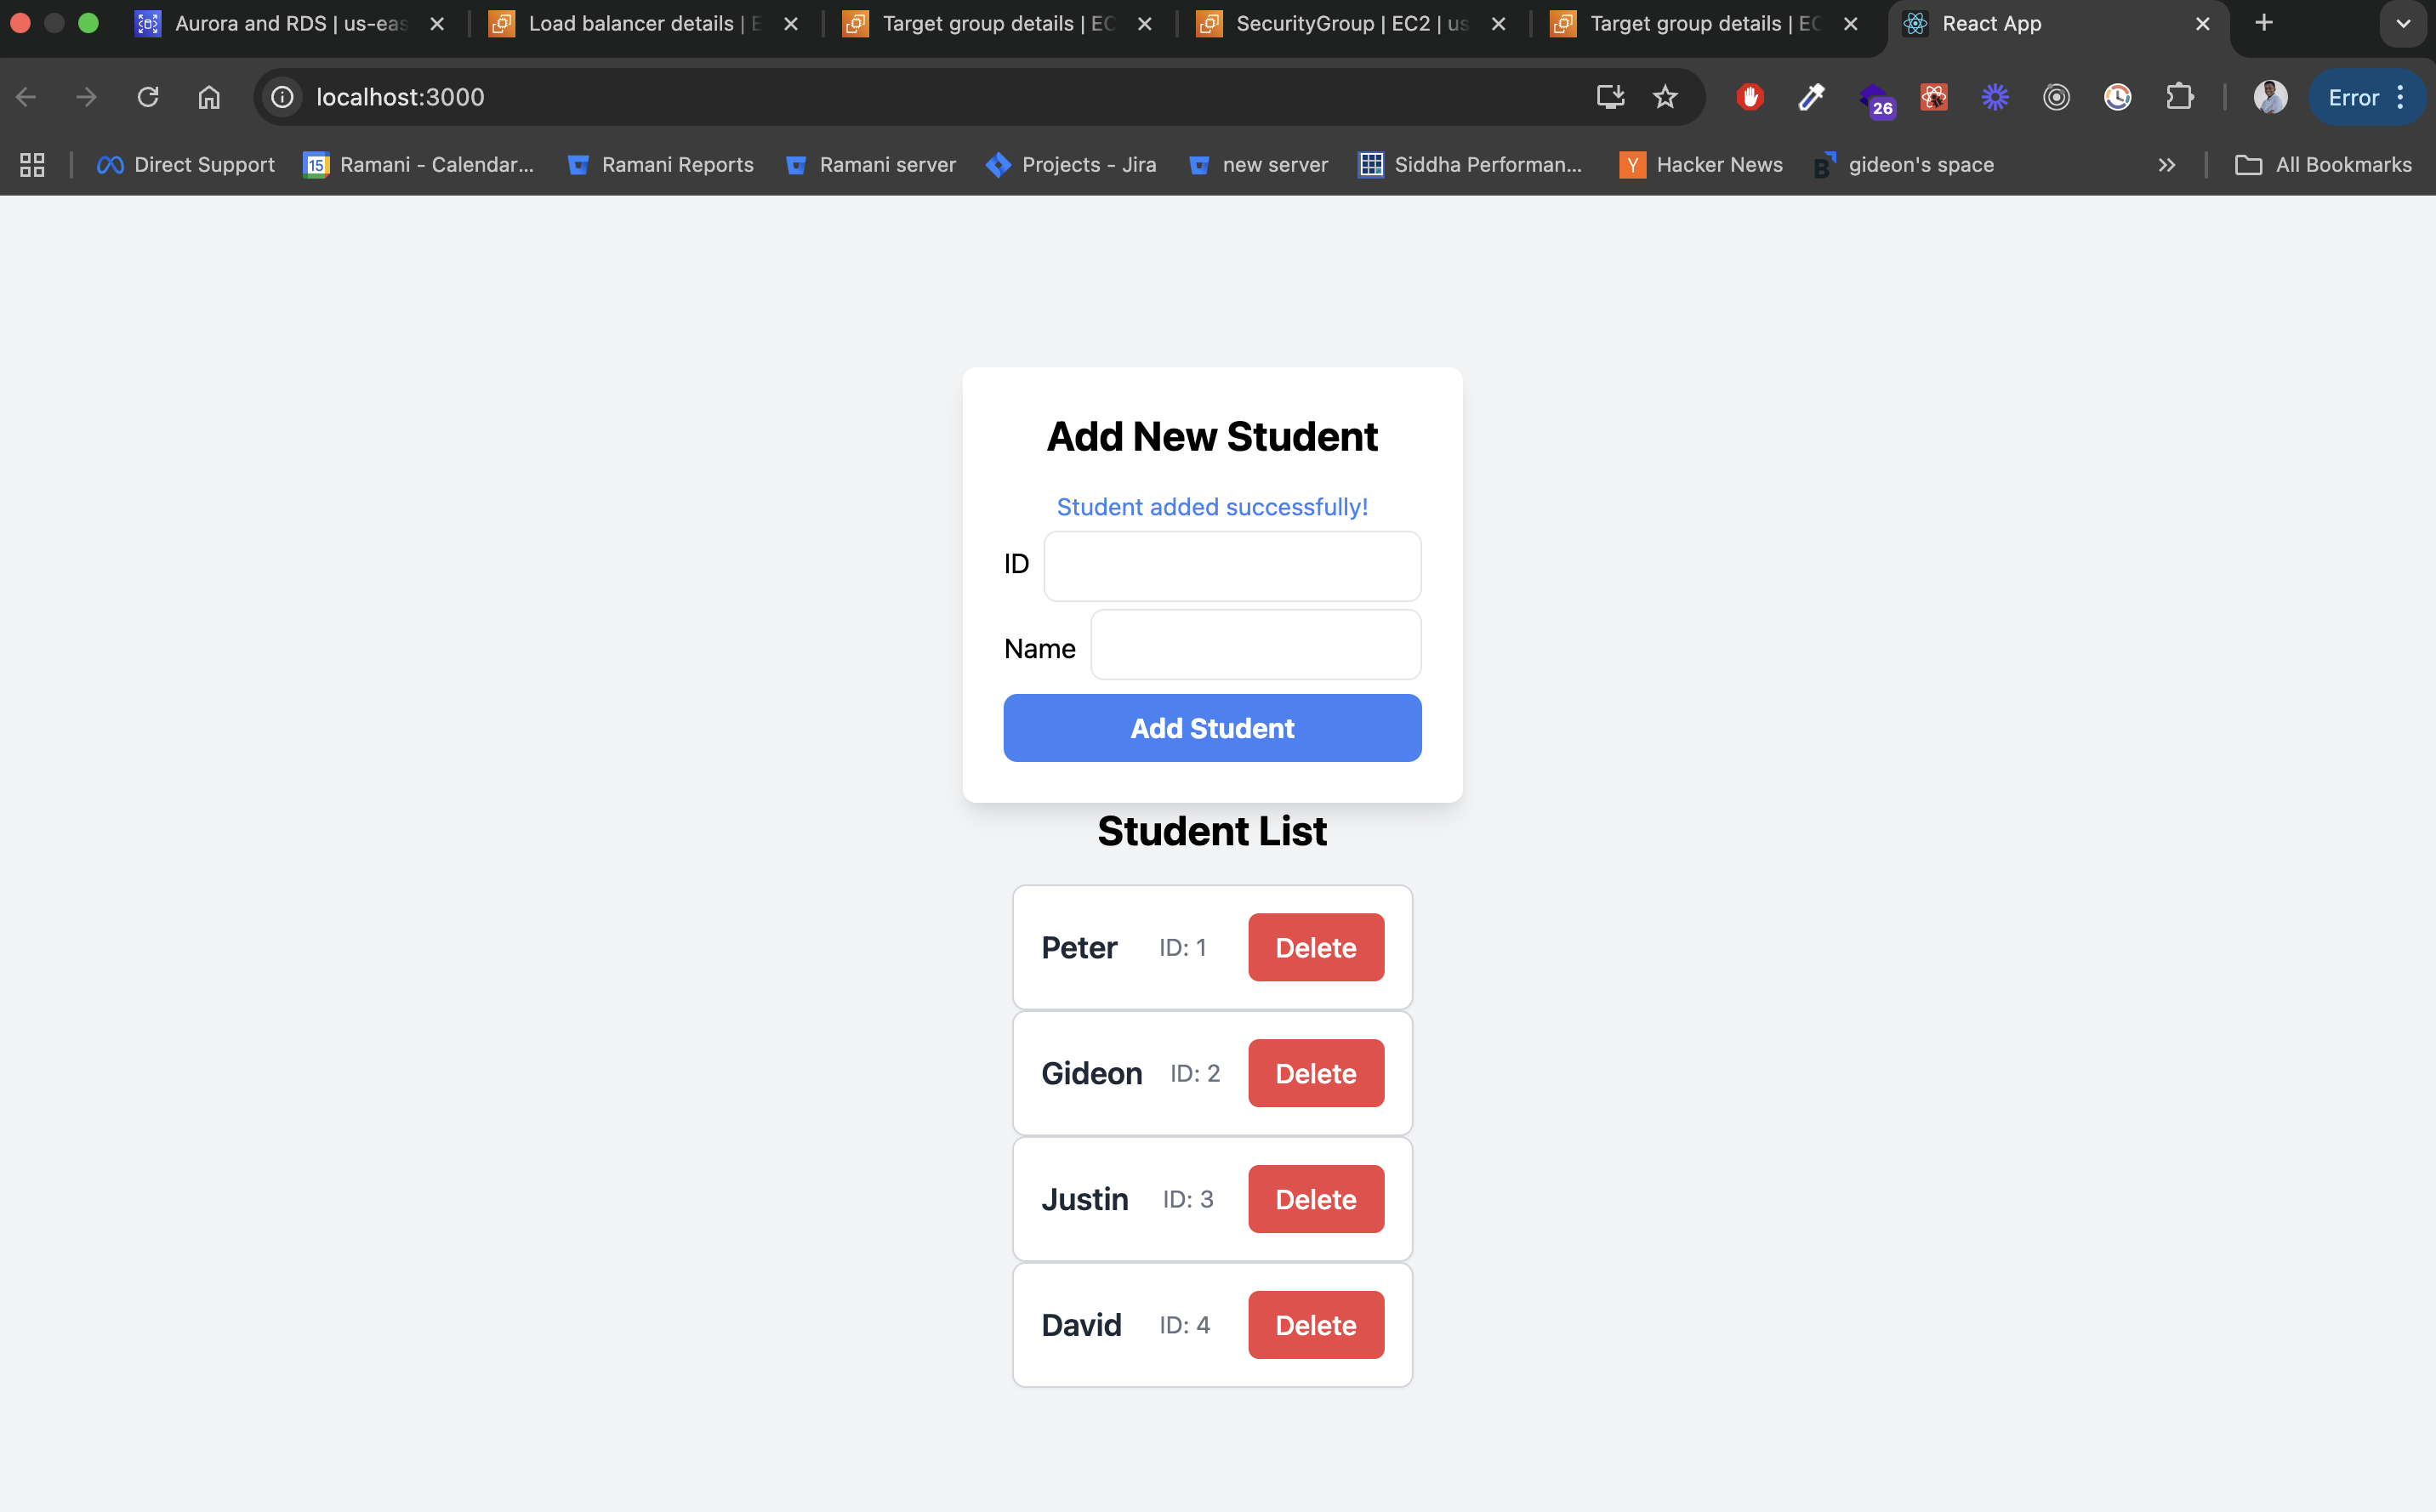 Aurora and RDS | us-eas
Load balancer details | E
Target group details | EC
SecurityGroup | EC2 | us
Target group details | EC
React App
localhost:3000
26
Error
Direct Support
15
Ramani - Calendar...
Ramani Reports
Ramani server
Projects - Jira
new server
Siddha Performan...
Y
Hacker News
B
gideon's space
All Bookmarks
Add New Student
Student added successfully!
ID
Name
Add Student
Student List
Peter ID: 1 Delete
Gideon ID: 2 Delete
Justin ID: 3 Delete
David ID: 4 Delete